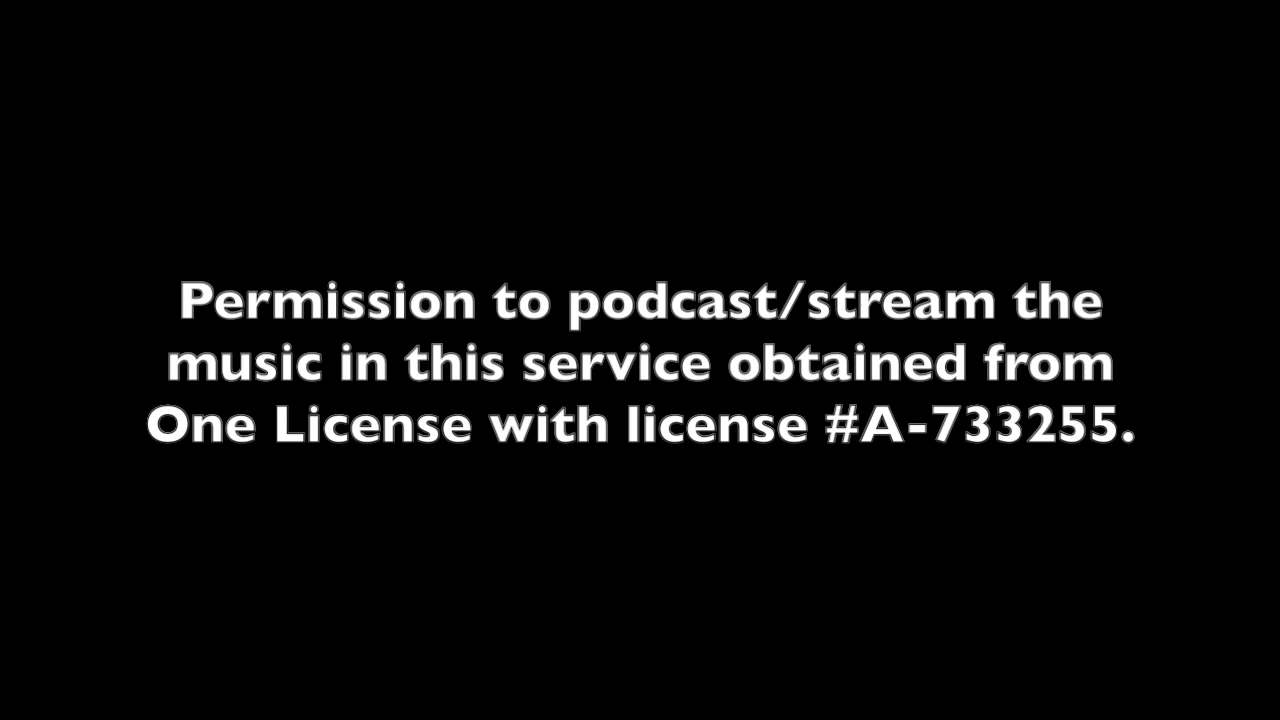 Permission to podcast/stream the
music in this service obtained from
One License with license #A-733255.